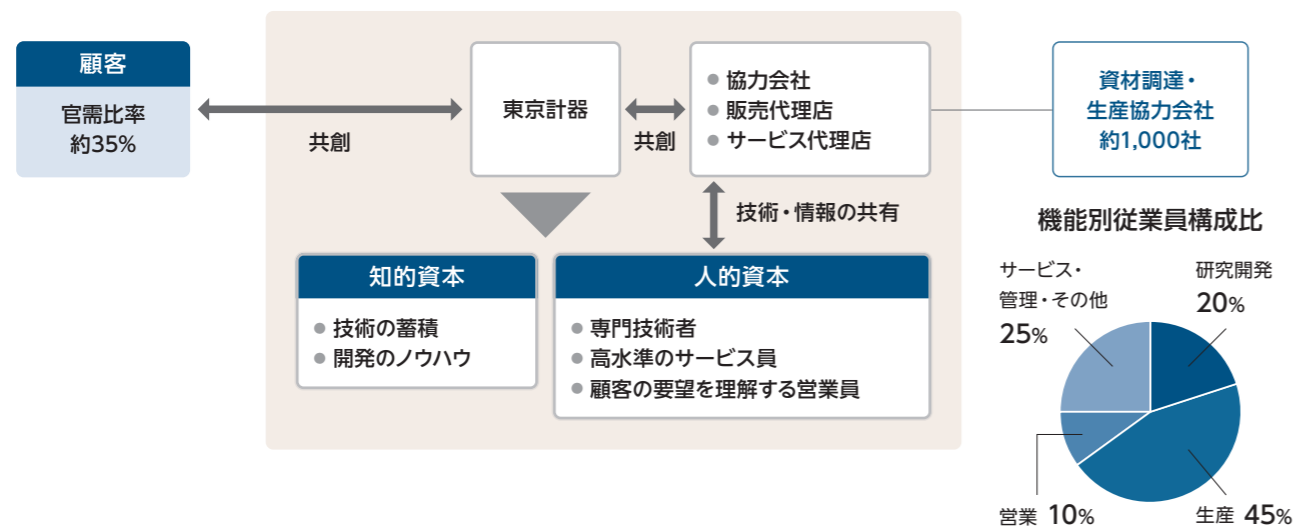 顧客
官需比率
約35%
共創
東京計器
共創
● 協力会社
● 販売代理店
● サービス代理店
資材調達・
生産協力会社
約1,000社
技術・情報の共有
知的資本
● 技術の蓄積
● 開発のノウハウ
人的資本
● 専門技術者
● 高水準のサービス員
● 顧客の要望を理解する営業員
機能別従業員構成比
サービス・
管理・その他
25%
研究開発
20%
営業 10%
生産 45%